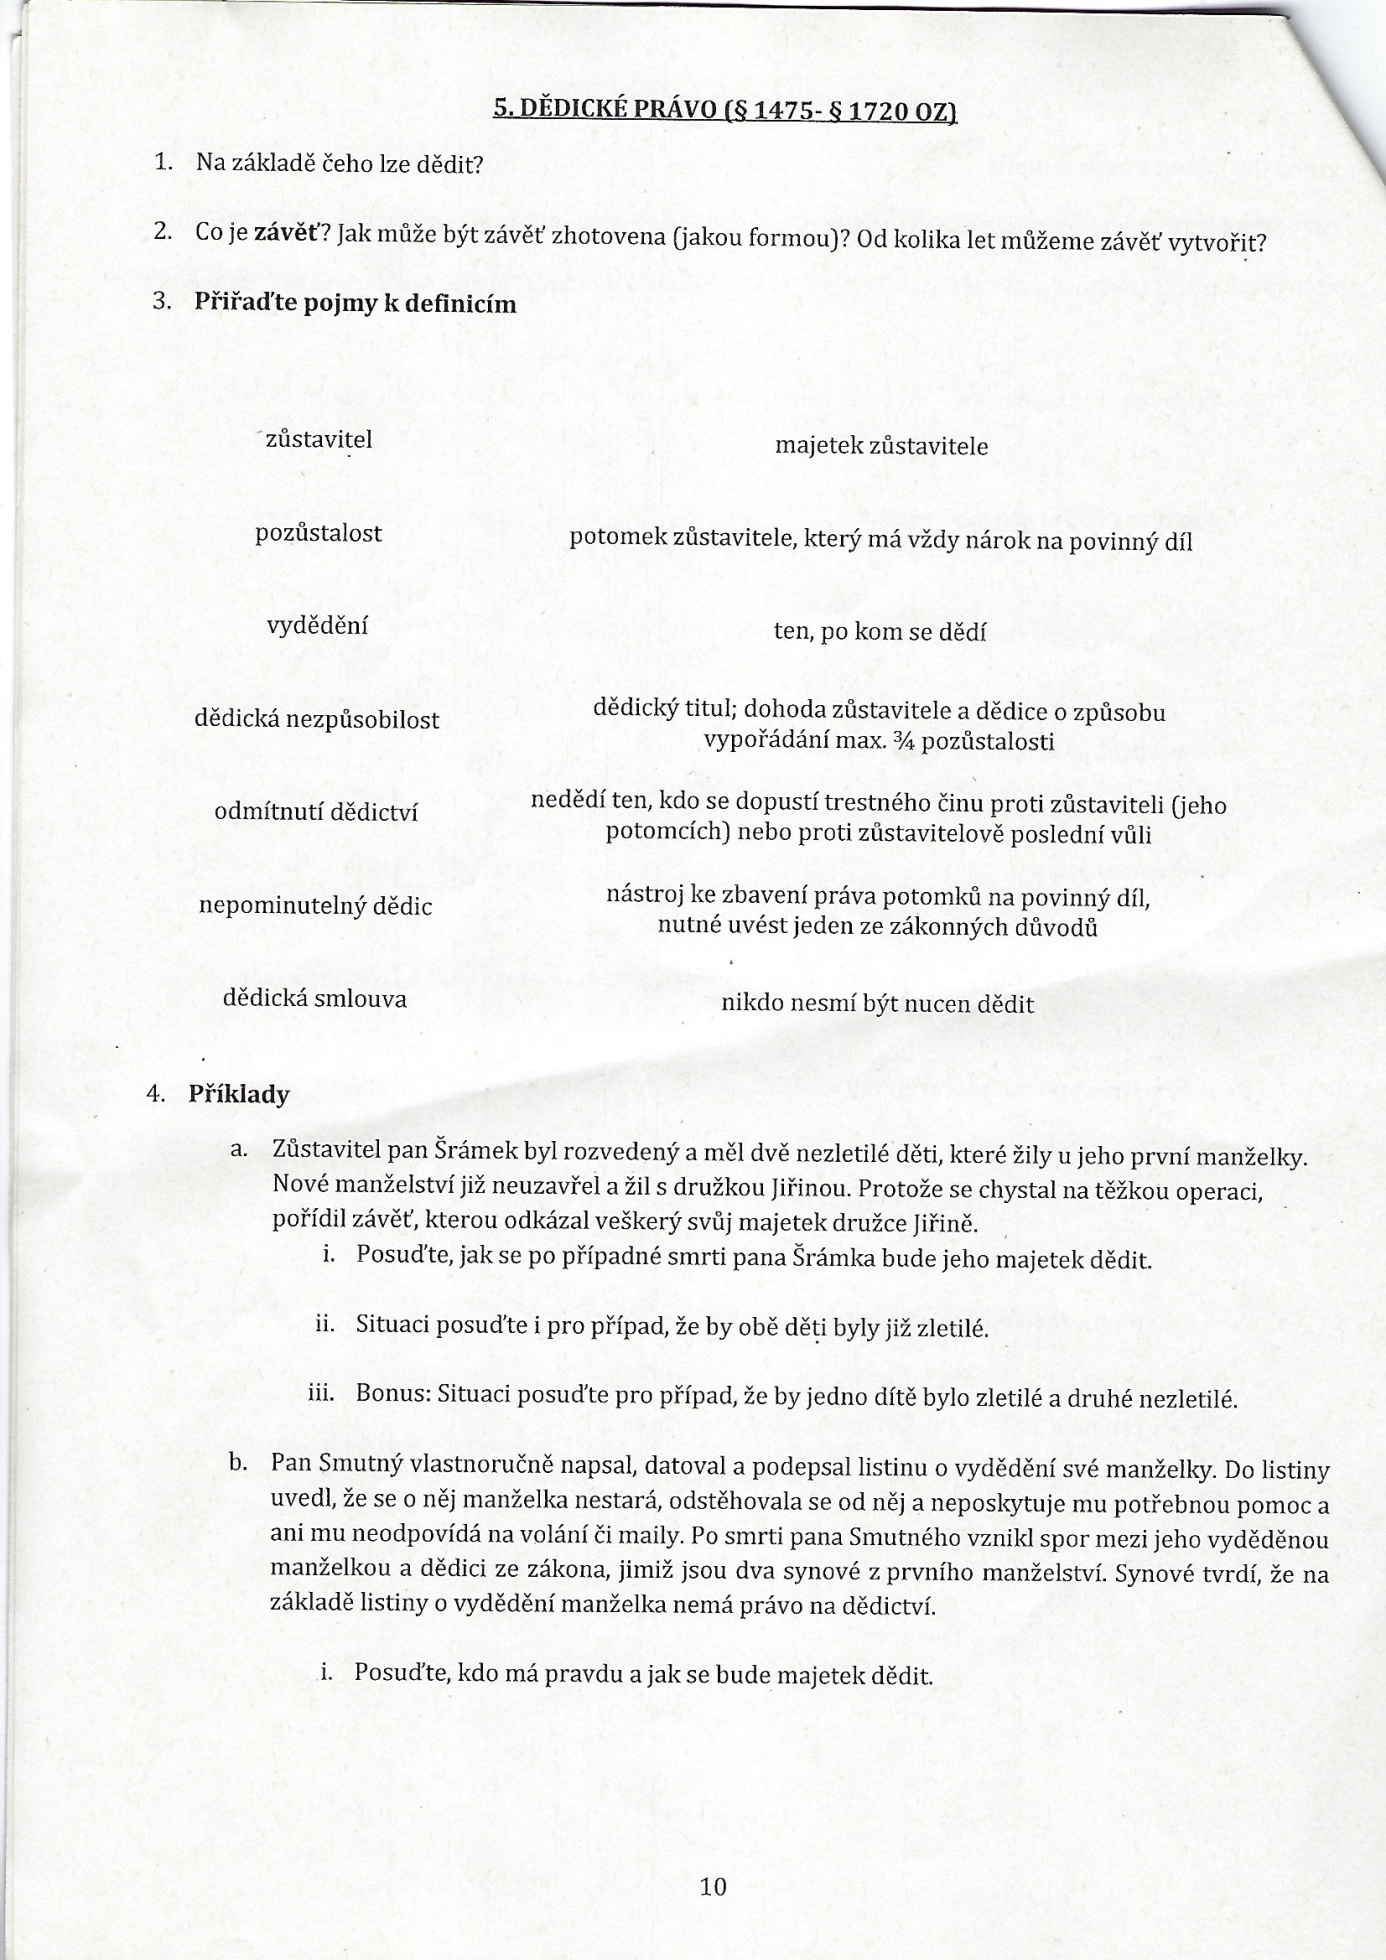 5. DĚDICKÉ PRÁVO (§ 1475- § 1720 OZ)
1. Na základě čeho lze dědit?
2. Co je závěť? Jak může být závěť zhotovena (jakou formou)? Od kolika let můžeme závěť vytvořit?
3. Přiřaďte pojmy k definicím
zůstavitel
majetek zůstavitele
pozůstalost
potomek zůstavitele, který má vždy nárok na povinný díl
vydědění
ten, po kom se dědí
dědická nezpůsobilost
dědický titul; dohoda zůstavitele a dědice o způsobu
vypořádání max. ¾ pozůstalosti
odmítnutí dědictví
nedědí ten, kdo se dopustí trestného činu proti zůstaviteli (jeho
potomcích) nebo proti zůstavitelově poslední vůli
nepominutelný dědic
nástroj ke zbavení práva potomků na povinný díl,
nutné uvést jeden ze zákonných důvodů
dědická smlouva
nikdo nesmí být nucen dědit
4. Příklady
a. Zůstavitel pan Šrámek byl rozvedený a měl dvě nezletilé děti, které žily u jeho první manželky.
Nové manželství již neuzavřel a žil s družkou Jiřinou. Protože se chystal na těžkou operaci,
pořídil závěť, kterou odkázal veškerý svůj majetek družce Jiřině.
i. Posuďte, jak se po případné smrti pana Šrámka bude jeho majetek dědit.
ii. Situaci posuďte i pro případ, že by obě děti byly již zletilé.
iii. Bonus: Situaci posuďte pro případ, že by jedno dítě bylo zletilé a druhé nezletilé.
b. Pan Smutný vlastnoručně napsal, datoval a podepsal listinu o vydědění své manželky. Do listiny
uvedl, že se o něj manželka nestará, odstěhovala se od něj a neposkytuje mu potřebnou pomoc a
ani mu neodpovídá na volání či maily. Po smrti pana Smutného vznikl spor mezi jeho vyděděnou
manželkou a dědici ze zákona, jimiž jsou dva synové z prvního manželství. Synové tvrdí, že na
základě listiny o vydědění manželka nemá právo na dědictví.
i. Posuďte, kdo má pravdu a jak se bude majetek dědit.
10